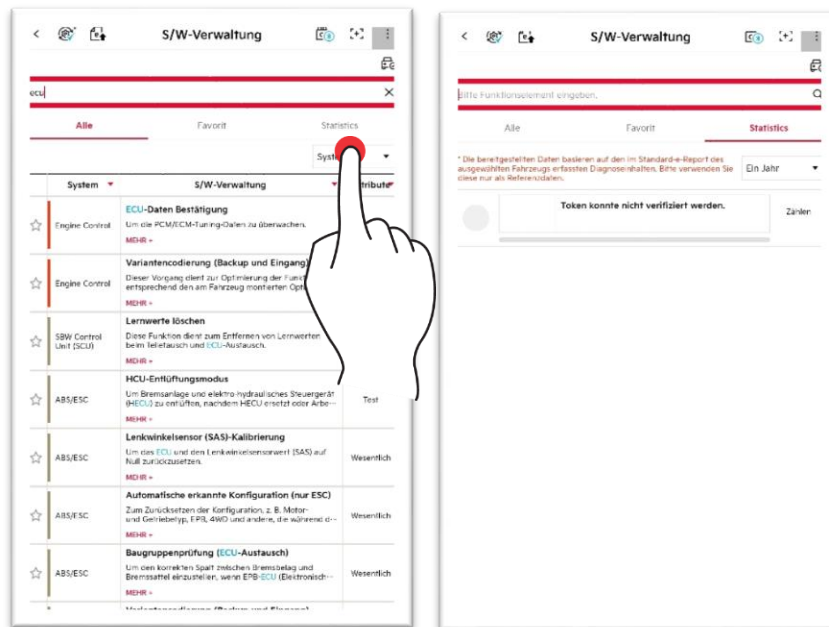 S/W-Verwaltung
ecu
Alle Favorit Statistics
Syst
System S/W-Verwaltung tribute
ECU-Daten Bestätigung
Engine Control
Um die PCM/ECM-Tuning-Daten zu überwachen.
MEHR +
Variantencodierung (Backup und Eingang)
Engine Control
Dieser Vorgang dient zur Optimierung der Funkt
entsprechend den am Fahrzeug montierten Opt
MEHR +
Lernwerte löschen
SBW Control
Unit (SCU)
Diese Funktion dient zum Entfernen von Lernwerten
beim Teiletausch und ECU-Austausch.
MEHR +
HCU-Entlüftungsmodus
ABS/ESC
Um Bremsanlage und elektro-hydraulisches Steuergerät
(HECU) zu entlüften, nachdem HECU ersetzt oder Arbe···
Test
MEHR +
Lenkwinkelsensor (SAS)-Kalibrierung
ABS/ESC
Um das ECU und den Lenkwinkelsensorwert (SAS) auf
Null zurückzusetzen.
Wesentlich
MEHR +
Automatische erkannte Konfiguration (nur ESC)
ABS/ESC
Zum Zurücksetzen der Konfiguration, z. B. Motor-
und Getriebetyp, EPB, 4WD und andere, die während d···
Wesentlich
MEHR +
Baugruppenprüfung (ECU-Austausch)
ABS/ESC
Um den korrekten Spalt zwischen Bremsbelag und
Bremssattel einzustellen, wenn EPB-ECU (Elektronisch···
Wesentlich
MEHR +
S/W-Verwaltung
Bitte Funktionselement eingeben.
Alle Favorit Statistics
* Die bereitgestellten Daten basieren auf den im Standard-e-Report des
ausgewählten Fahrzeugs erfassten Diagnoseinhalten. Bitte verwenden Sie
diese nur als Referenzdaten.
Ein Jahr
Token konnte nicht verifiziert werden.
Zahlen